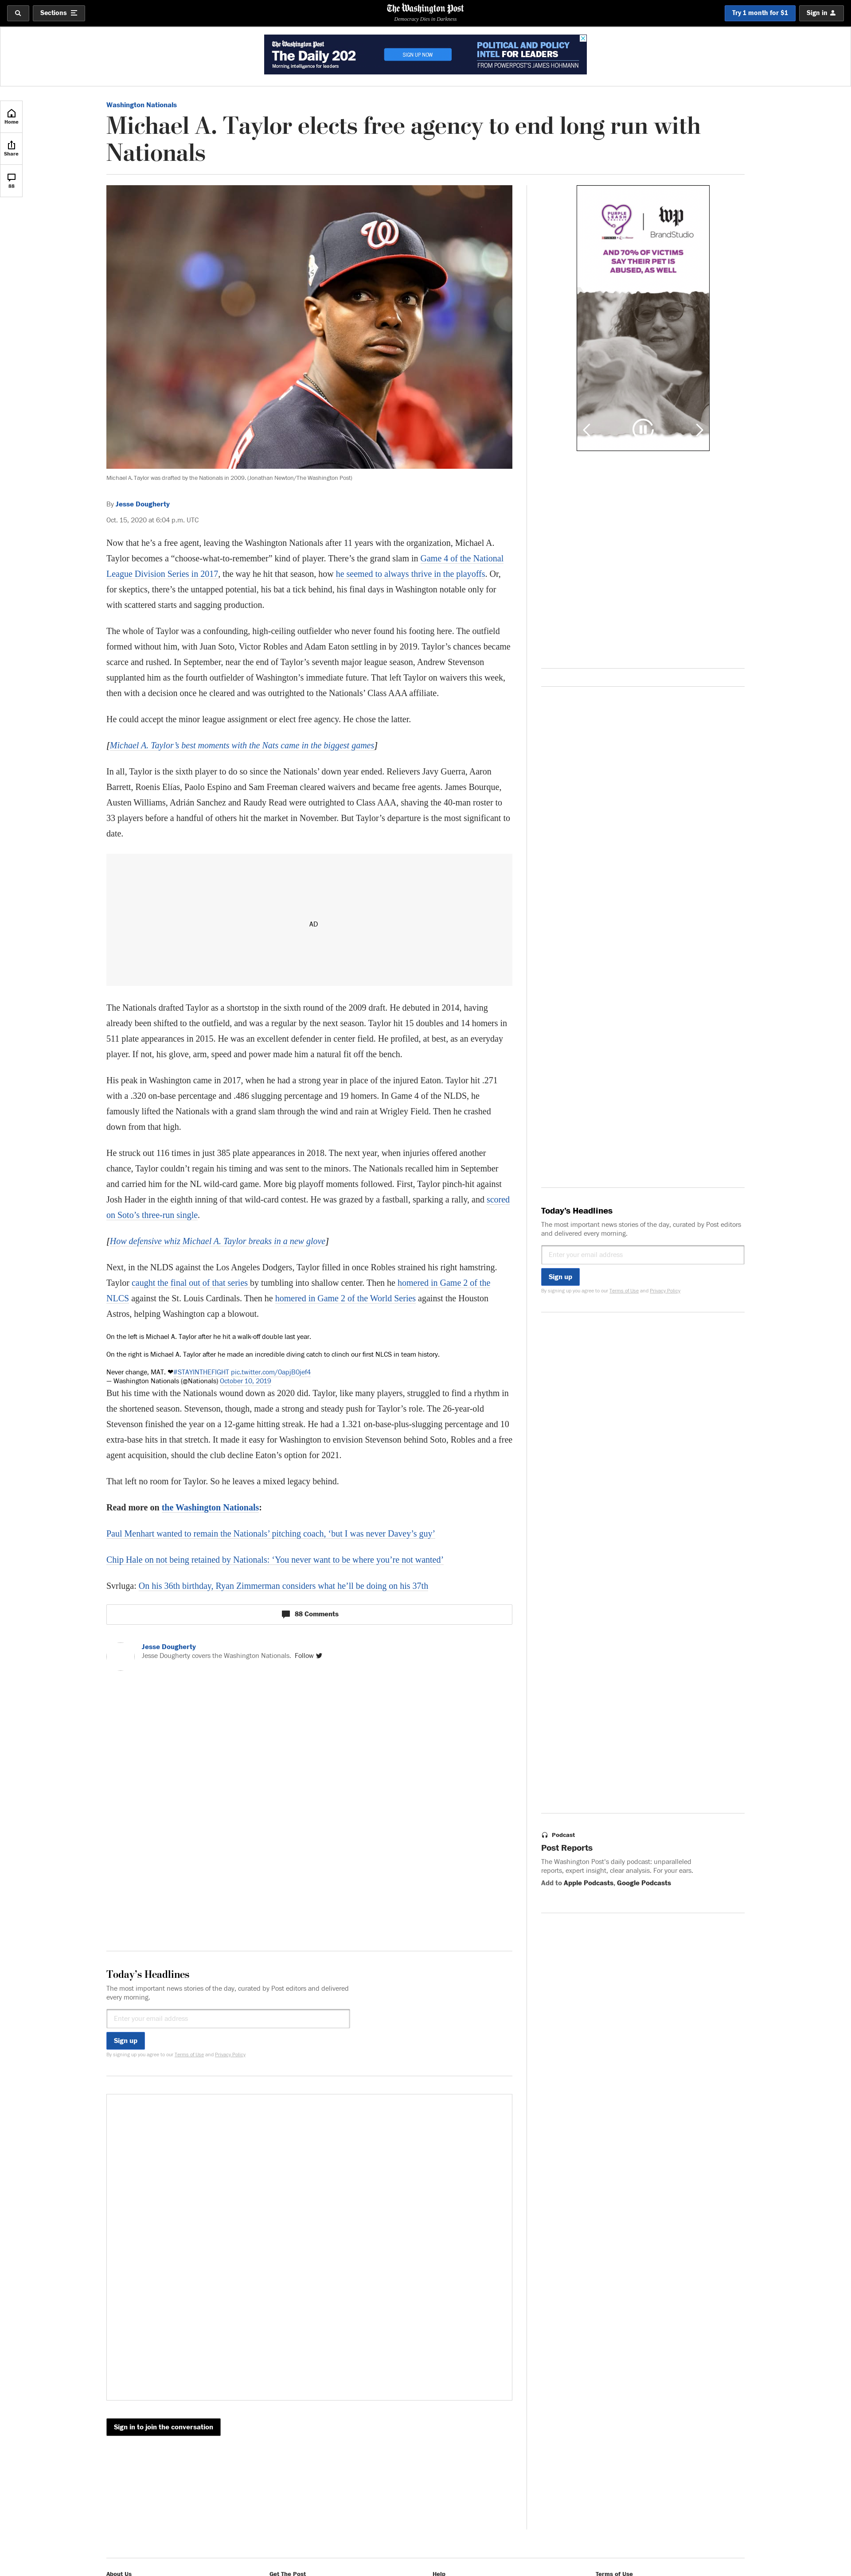 Sections
The Washington Post
Democracy Dies in Darkness
Try 1 month for $1
Sign in
The Washington Post
The Daily 202
Morning intelligence for leaders
SIGN UP NOW
POLITICAL AND POLICY
INTEL FOR LEADERS
FROM POWERPOST'S JAMES HOHMANN
Home
Share
88
Washington Nationals
Michael A. Taylor elects free agency to end long run with
Nationals
W
Michael A. Taylor was drafted by the Nationals in 2009. (Jonathan Newton/The Washington Post)
PURPLE
LEASH
wp
BrandStudio
AND 70% OF VICTIMS
SAY THEIR PET IS
ABUSED, AS WELL
By Jesse Dougherty
Oct. 15, 2020 at 6:04 p.m. UTC
Now that he’s a free agent, leaving the Washington Nationals after 11 years with the organization, Michael A.
Taylor becomes a “choose-what-to-remember” kind of player. There’s the grand slam in Game 4 of the National
League Division Series in 2017, the way he hit that season, how he seemed to always thrive in the playoffs. Or,
for skeptics, there’s the untapped potential, his bat a tick behind, his final days in Washington notable only for
with scattered starts and sagging production.
The whole of Taylor was a confounding, high-ceiling outfielder who never found his footing here. The outfield
formed without him, with Juan Soto, Victor Robles and Adam Eaton settling in by 2019. Taylor’s chances became
scarce and rushed. In September, near the end of Taylor’s seventh major league season, Andrew Stevenson
supplanted him as the fourth outfielder of Washington’s immediate future. That left Taylor on waivers this week,
then with a decision once he cleared and was outrighted to the Nationals’ Class AAA affiliate.
He could accept the minor league assignment or elect free agency. He chose the latter.
[Michael A. Taylor’s best moments with the Nats came in the biggest games]
In all, Taylor is the sixth player to do so since the Nationals’ down year ended. Relievers Javy Guerra, Aaron
Barrett, Roenis Elías, Paolo Espino and Sam Freeman cleared waivers and became free agents. James Bourque,
Austen Williams, Adrián Sanchez and Raudy Read were outrighted to Class AAA, shaving the 40-man roster to
33 players before a handful of others hit the market in November. But Taylor’s departure is the most significant to
date.
AD
The Nationals drafted Taylor as a shortstop in the sixth round of the 2009 draft. He debuted in 2014, having
already been shifted to the outfield, and was a regular by the next season. Taylor hit 15 doubles and 14 homers in
511 plate appearances in 2015. He was an excellent defender in center field. He profiled, at best, as an everyday
player. If not, his glove, arm, speed and power made him a natural fit off the bench.
His peak in Washington came in 2017, when he had a strong year in place of the injured Eaton. Taylor hit .271
with a .320 on-base percentage and .486 slugging percentage and 19 homers. In Game 4 of the NLDS, he
famously lifted the Nationals with a grand slam through the wind and rain at Wrigley Field. Then he crashed
down from that high.
He struck out 116 times in just 385 plate appearances in 2018. The next year, when injuries offered another
chance, Taylor couldn’t regain his timing and was sent to the minors. The Nationals recalled him in September
and carried him for the NL wild-card game. More big playoff moments followed. First, Taylor pinch-hit against
Josh Hader in the eighth inning of that wild-card contest. He was grazed by a fastball, sparking a rally, and scored
on Soto’s three-run single.
[How defensive whiz Michael A. Taylor breaks in a new glove]
Next, in the NLDS against the Los Angeles Dodgers, Taylor filled in once Robles strained his right hamstring.
Taylor caught the final out of that series by tumbling into shallow center. Then he homered in Game 2 of the
NLCS against the St. Louis Cardinals. Then he homered in Game 2 of the World Series against the Houston
Astros, helping Washington cap a blowout.
On the left is Michael A. Taylor after he hit a walk-off double last year.
On the right is Michael A. Taylor after he made an incredible diving catch to clinch our first NLCS in team history.
Never change, MAT. ❤#STAYINTHEFIGHT pic.twitter.com/0apjB0jef4
— Washington Nationals (@Nationals) October 10, 2019
But his time with the Nationals wound down as 2020 did. Taylor, like many players, struggled to find a rhythm in
the shortened season. Stevenson, though, made a strong and steady push for Taylor’s role. The 26-year-old
Stevenson finished the year on a 12-game hitting streak. He had a 1.321 on-base-plus-slugging percentage and 10
extra-base hits in that stretch. It made it easy for Washington to envision Stevenson behind Soto, Robles and a free
agent acquisition, should the club decline Eaton’s option for 2021.
That left no room for Taylor. So he leaves a mixed legacy behind.
Read more on the Washington Nationals:
Paul Menhart wanted to remain the Nationals’ pitching coach, ‘but I was never Davey’s guy’
Chip Hale on not being retained by Nationals: ‘You never want to be where you’re not wanted’
Svrluga: On his 36th birthday, Ryan Zimmerman considers what he’ll be doing on his 37th
88 Comments
Jesse Dougherty
Jesse Dougherty covers the Washington Nationals. Follow
Today’s Headlines
The most important news stories of the day, curated by Post editors
and delivered every morning.
Enter your email address
Sign up
By signing up you agree to our Terms of Use and Privacy Policy
Podcast
Post Reports
The Washington Post's daily podcast: unparalleled
reports, expert insight, clear analysis. For your ears.
Add to Apple Podcasts, Google Podcasts
Today’s Headlines
The most important news stories of the day, curated by Post editors and delivered
every morning.
Enter your email address
Sign up
By signing up you agree to our Terms of Use and Privacy Policy
Sign in to join the conversation
About Us
Get The Post
Help
Terms of Use